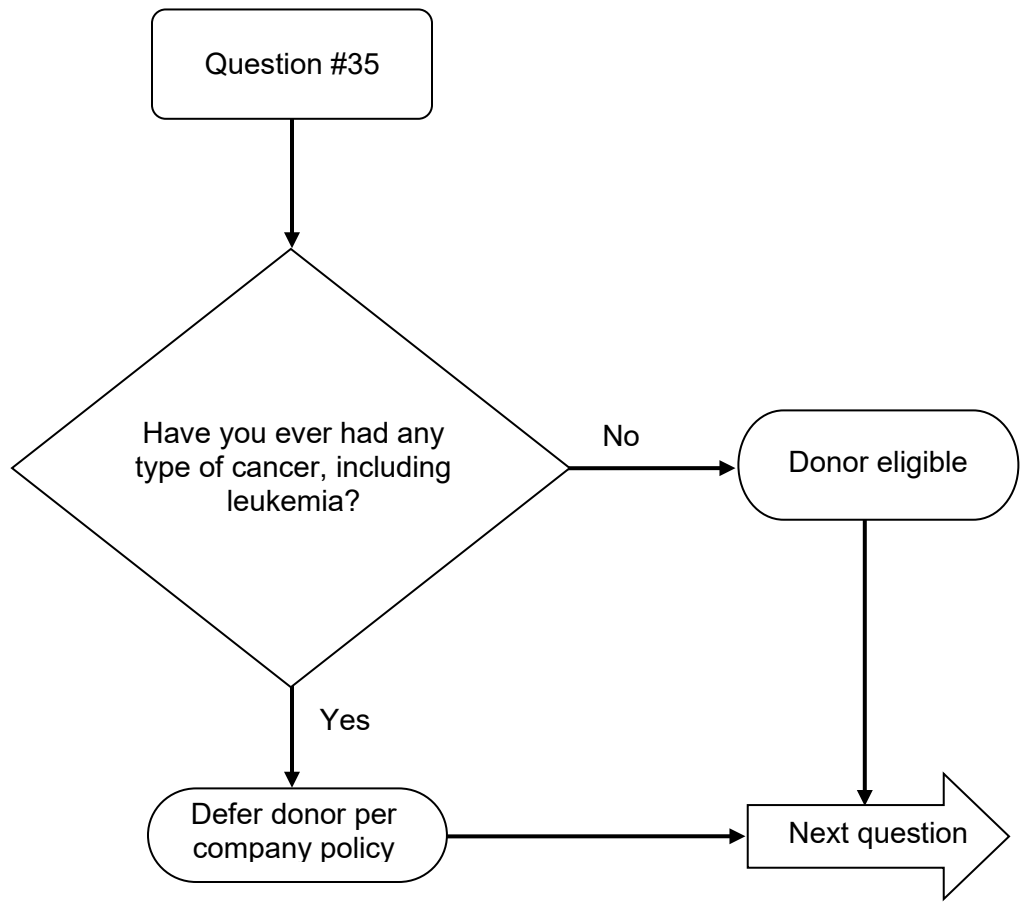 Question #35
Have you ever had any
type of cancer, including
leukemia?
No
Donor eligible
Yes
Defer donor per
company policy
Next question